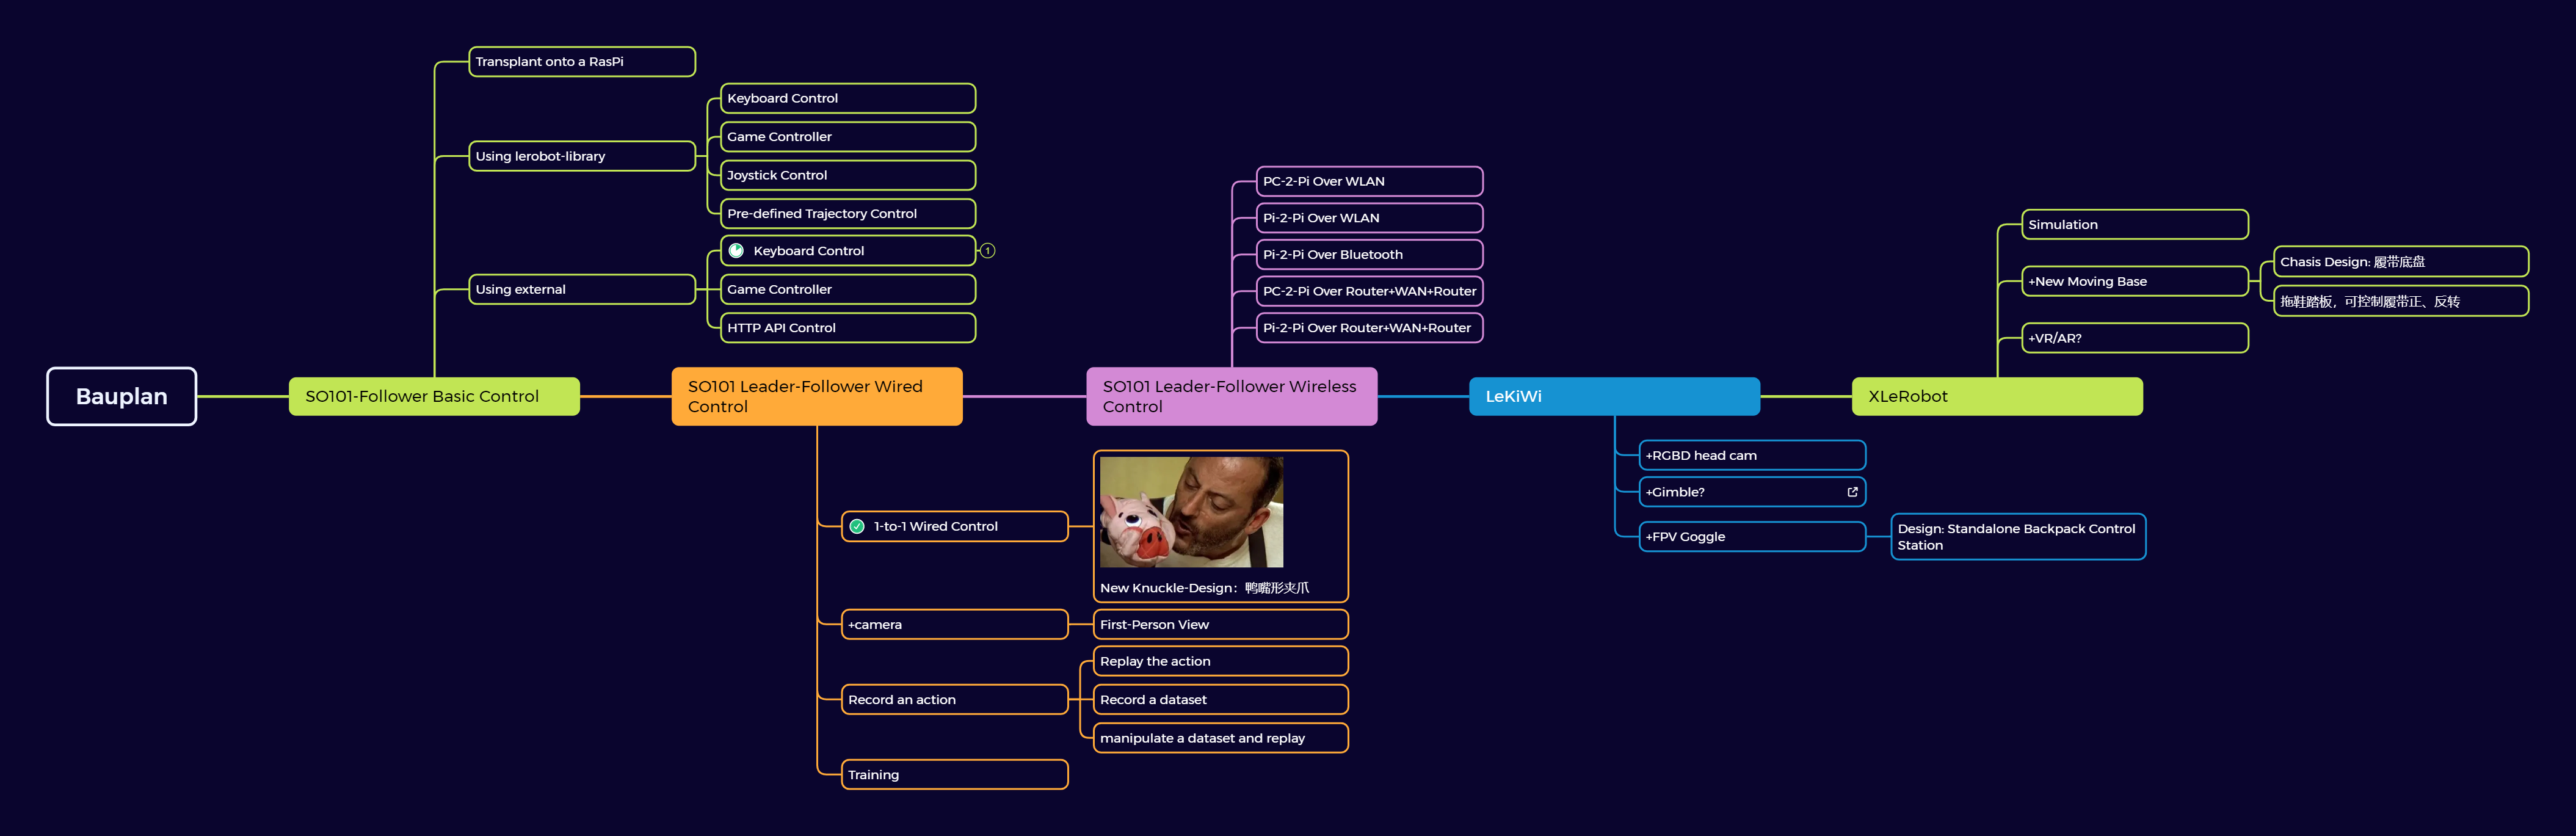 Transplant onto a RasPi
Using lerobot-library
Keyboard Control
Game Controller
Joystick Control
Pre-defined Trajectory Control
Using external
Keyboard Control
1
Game Controller
HTTP API Control
PC-2-Pi Over WLAN
Pi-2-Pi Over WLAN
Pi-2-Pi Over Bluetooth
PC-2-Pi Over Router+WAN+Router
Pi-2-Pi Over Router+WAN+Router
Simulation
+New Moving Base
Chasis Design: 履带底盘
拖鞋踏板，可控制履带正、反转
+VR/AR?
Bauplan
SO101-Follower Basic Control
SO101 Leader-Follower Wired
Control
SO101 Leader-Follower Wireless
Control
LeKiWi
XLeRobot
1-to-1 Wired Control
New Knuckle-Design：鸭嘴形夹爪
+camera
First-Person View
Record an action
Replay the action
Record a dataset
manipulate a dataset and replay
Training
+RGBD head cam
+Gimble?
+FPV Goggle
Design: Standalone Backpack Control
Station